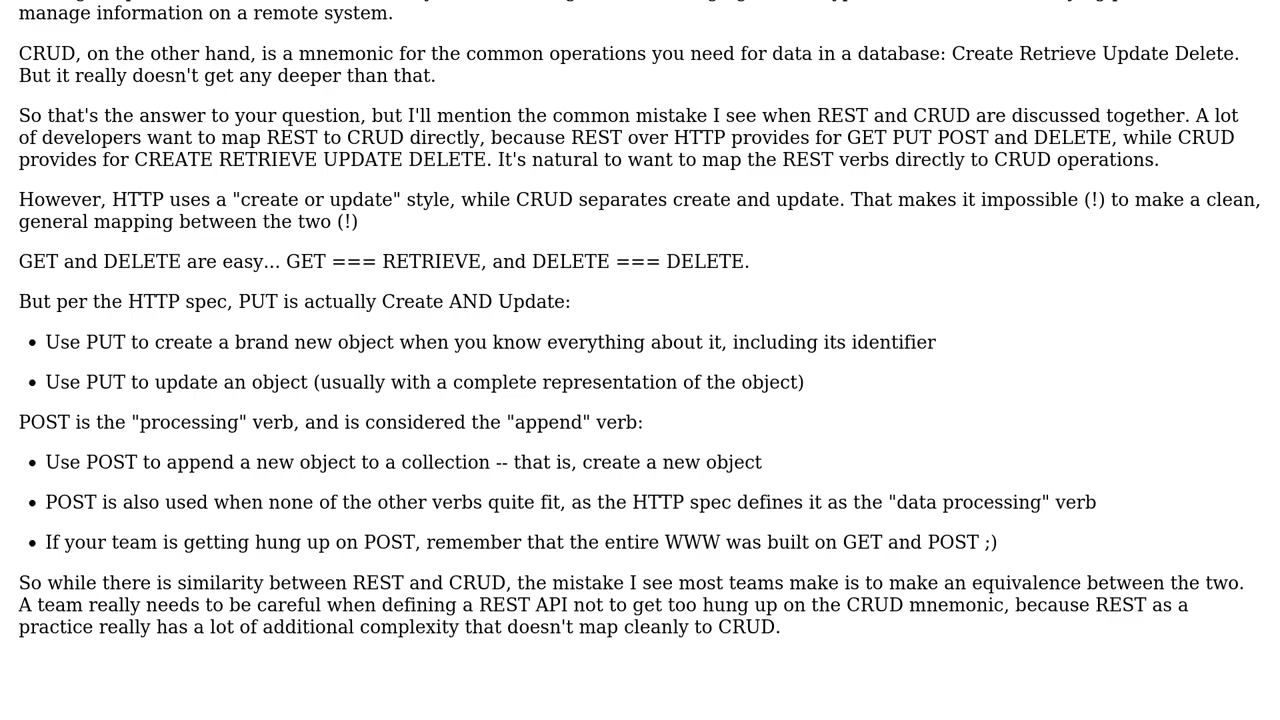 manage information on a remote system.
CRUD, on the other hand, is a mnemonic for the common operations you need for data in a database: Create Retrieve Update Delete.
But it really doesn't get any deeper than that.
So that's the answer to your question, but I'll mention the common mistake I see when REST and CRUD are discussed together. A lot
of developers want to map REST to CRUD directly, because REST over HTTP provides for GET PUT POST and DELETE, while CRUD
provides for CREATE RETRIEVE UPDATE DELETE. It's natural to want to map the REST verbs directly to CRUD operations.
However, HTTP uses a "create or update" style, while CRUD separates create and update. That makes it impossible (!) to make a clean,
general mapping between the two (!)
GET and DELETE are easy... GET === RETRIEVE, and DELETE === DELETE.
But per the HTTP spec, PUT is actually Create AND Update:
• Use PUT to create a brand new object when you know everything about it, including its identifier
• Use PUT to update an object (usually with a complete representation of the object)
POST is the "processing" verb, and is considered the "append" verb:
• Use POST to append a new object to a collection -- that is, create a new object
• POST is also used when none of the other verbs quite fit, as the HTTP spec defines it as the "data processing" verb
• If your team is getting hung up on POST, remember that the entire WWW was built on GET and POST ;)
So while there is similarity between REST and CRUD, the mistake I see most teams make is to make an equivalence between the two.
A team really needs to be careful when defining a REST API not to get too hung up on the CRUD mnemonic, because REST as a
practice really has a lot of additional complexity that doesn't map cleanly to CRUD.